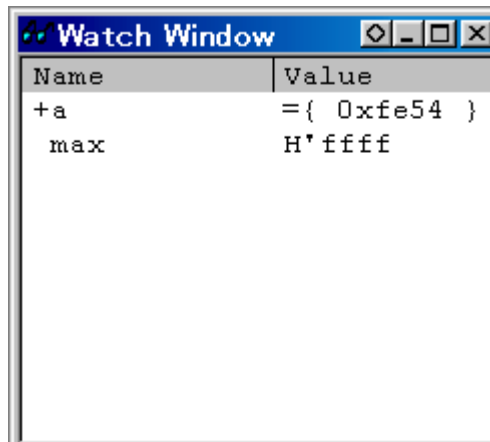 Watch Window
Name Value
+a ={ 0xfe54 }
max H'ffff